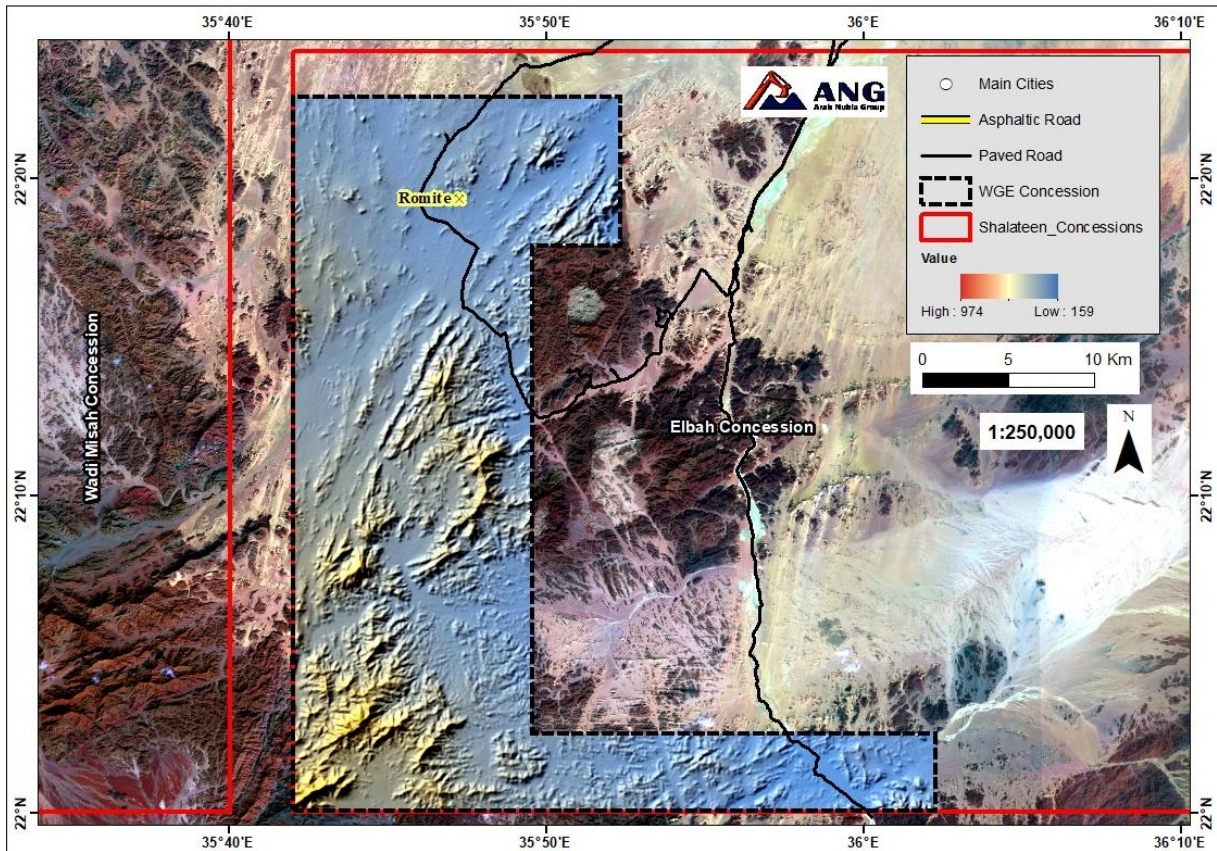 35°40'E
35°50'E
36°E
36°10'E
ANG
Arab Nubia Group
Main Cities
Asphaltic Road
Paved Road
WGE Concession
Shalateen_Concessions
Value
High : 974
Low : 159
0
5
10 Km
1:250,000
N
22°20'N
22°20'N
Romite
Wadi Misah Concession
Elbah Concession
22°10'N
22°10'N
22°N
22°N
35°40'E
35°50'E
36°E
36°10'E